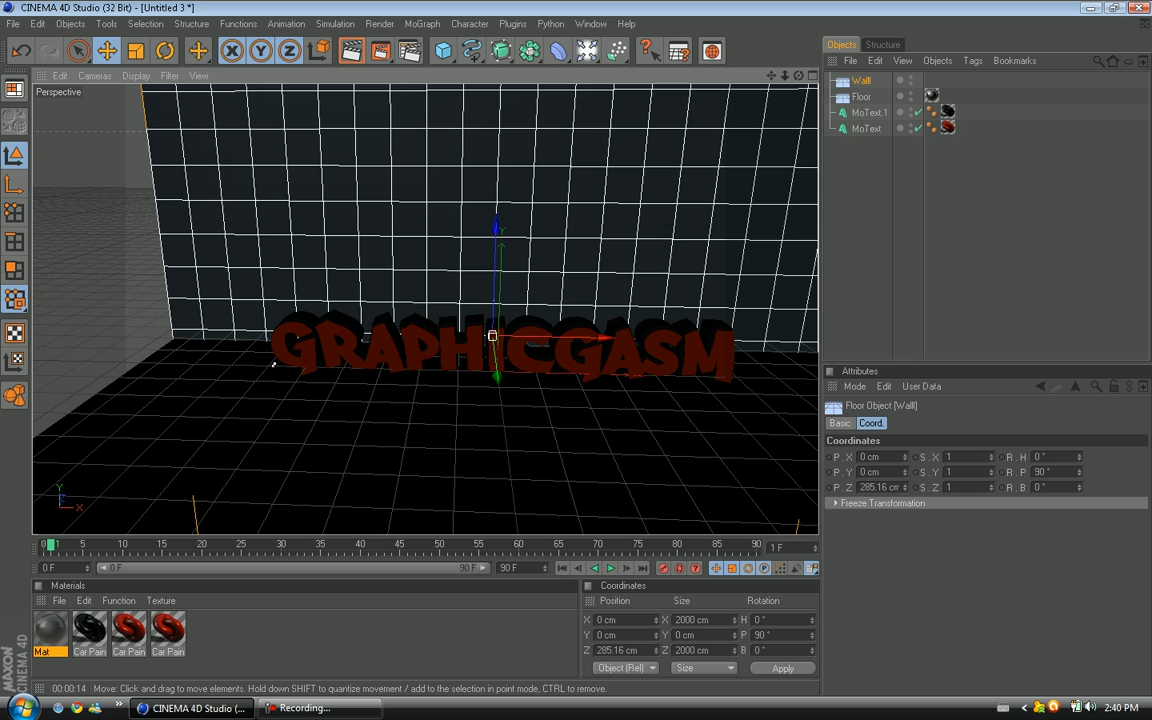 CINEMA 4D Studio (32 Bit) - [Untitled 3 *]
File Edit Objects Tools Selection Structure Functions Animation Simulation Render MoGraph Character Plugins Python Window Help
Edit Cameras Display Filter View
Perspective
GRAPHICGASM
Y
X
0 1 5 10 15 20 25 30 35 40 45 50 55 60 65 70 75 80 85 90 1 F
0 F 0 F 90 F 90 F
Materials
File Edit Function Texture
Mat Car Pain Car Pain Car Pain
Coordinates
Position Size Rotation
X 0 cm X 2000 cm H 0 °
Y 0 cm Y 0 cm P 90 °
Z 285.16 cm Z 2000 cm B 0 °
Object (Rel) Size Apply
Objects Structure
File Edit View Objects Tags Bookmarks
Walll
Floor
MoText.1
MoText
Attributes
Mode Edit User Data
Floor Object [Walll]
Basic Coord.
Coordinates
P . X 0 cm S . X 1 R . H 0 °
P . Y 0 cm S . Y 1 R . P 90 °
P . Z 285.16 cm S . Z 1 R . B 0 °
Freeze Transformation
MAXON
CINEMA 4D
00:00:14 Move: Click and drag to move elements. Hold down SHIFT to quantize movement / add to the selection in point mode, CTRL to remove.
CINEMA 4D Studio (... Recording... 2:40 PM